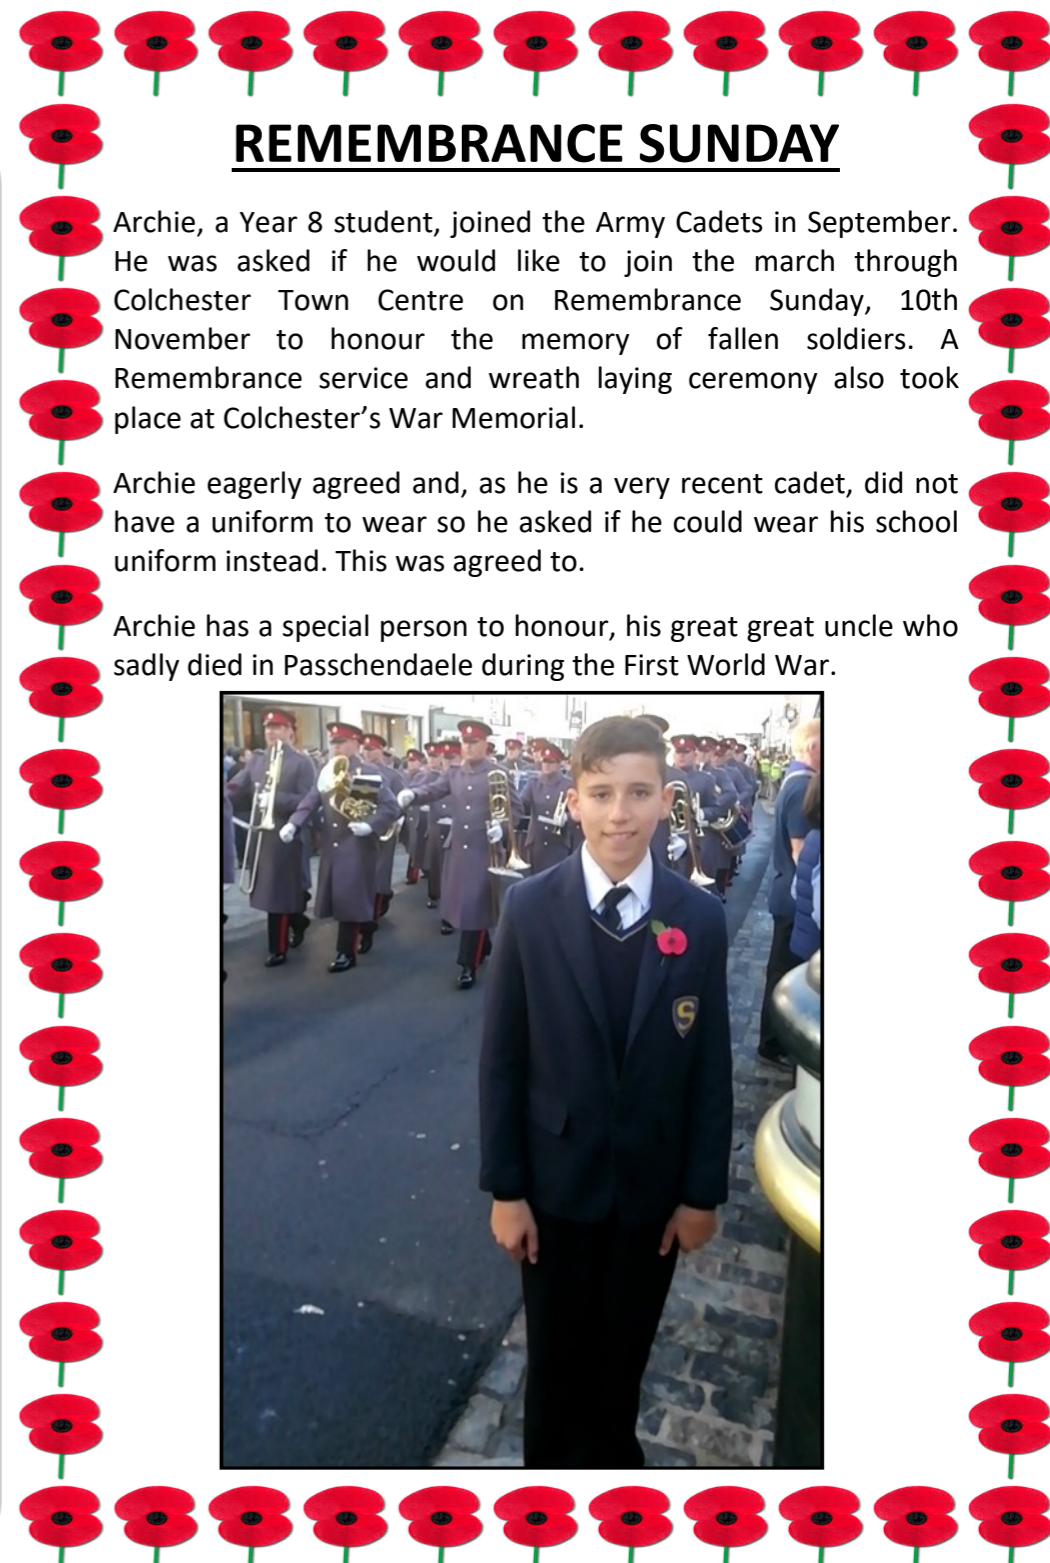 REMEMBRANCE SUNDAY
Archie, a Year 8 student, joined the Army Cadets in September.
He was asked if he would like to join the march through
Colchester Town Centre on Remembrance Sunday, 10th
November to honour the memory of fallen soldiers. A
Remembrance service and wreath laying ceremony also took
place at Colchester’s War Memorial.
Archie eagerly agreed and, as he is a very recent cadet, did not
have a uniform to wear so he asked if he could wear his school
uniform instead. This was agreed to.
Archie has a special person to honour, his great great uncle who
sadly died in Passchendaele during the First World War.
S